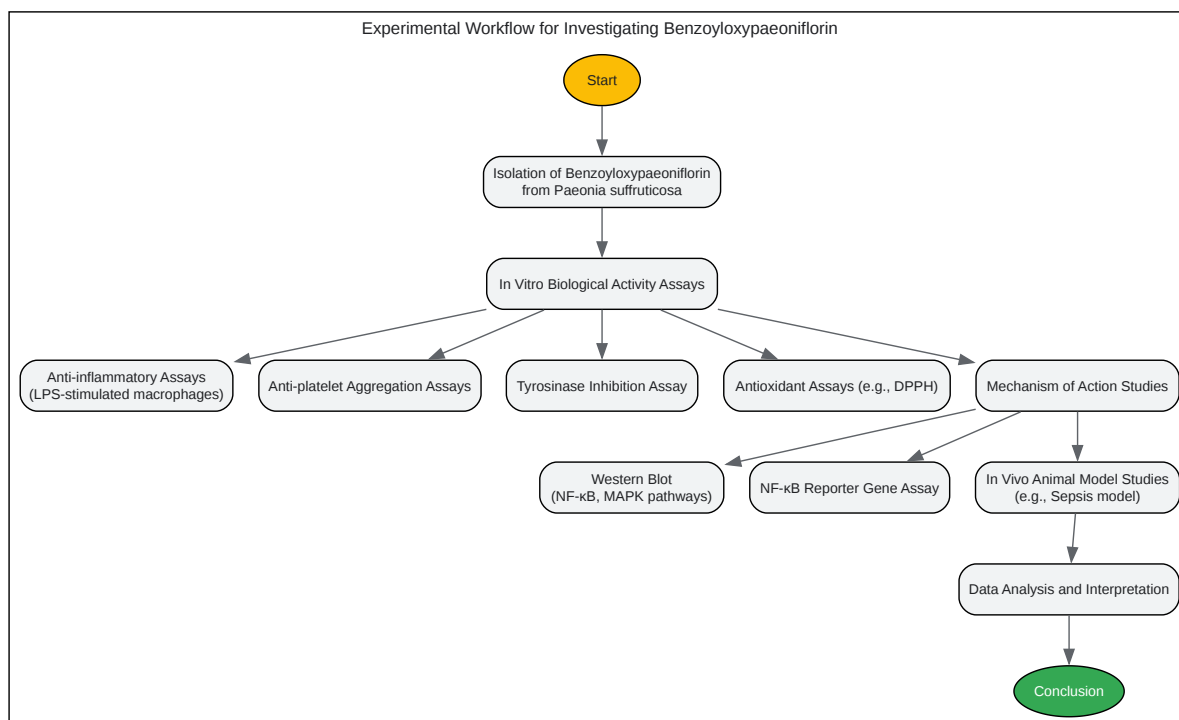 Experimental Workflow for Investigating Benzoyloxypaeoniflorin
Start
Isolation of Benzoyloxypaeoniflorin
from Paeonia suffruticosa
In Vitro Biological Activity Assays
Anti-inflammatory Assays
(LPS-stimulated macrophages)
Anti-platelet Aggregation Assays
Tyrosinase Inhibition Assay
Antioxidant Assays (e.g., DPPH)
Mechanism of Action Studies
Western Blot
(NF-κB, MAPK pathways)
NF-κB Reporter Gene Assay
In Vivo Animal Model Studies
(e.g., Sepsis model)
Data Analysis and Interpretation
Conclusion